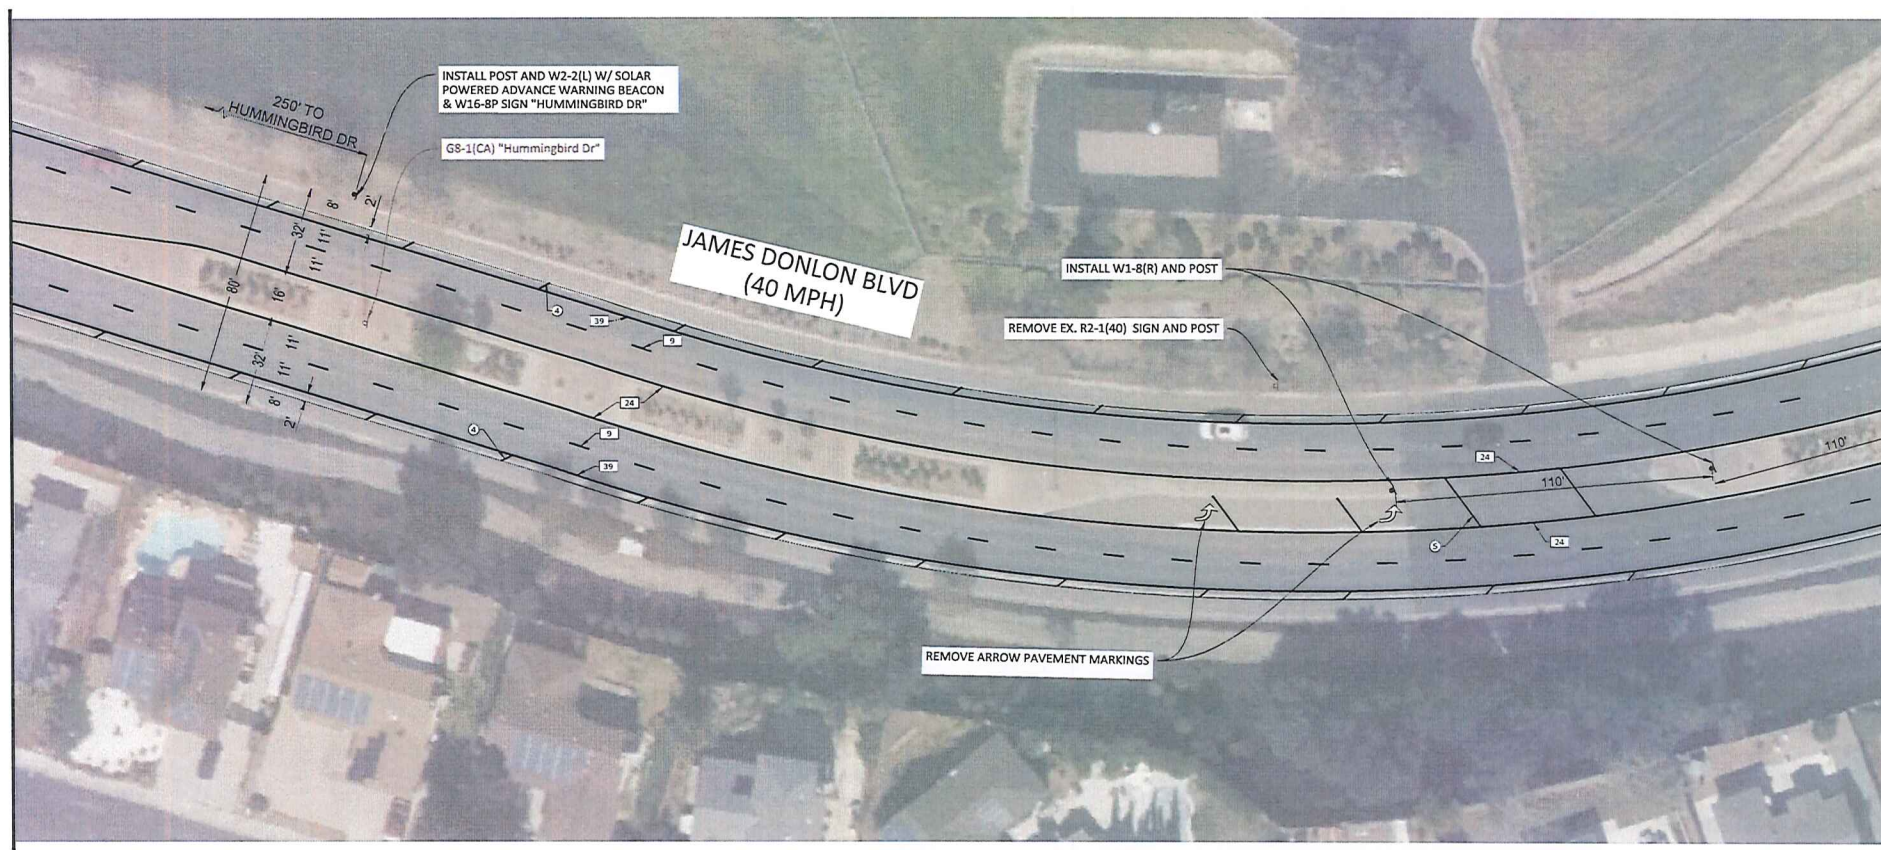 INSTALL POST AND W2-2(L) W/ SOLAR
POWERED ADVANCE WARNING BEACON
& W16-8P SIGN "HUMMINGBIRD DR"
250' TO
HUMMINGBIRD DR
G8-1(CA) "Hummingbird Dr"
JAMES DONLON BLVD
(40 MPH)
INSTALL W1-8(R) AND POST
REMOVE EX. R2-1(40) SIGN AND POST
8'
2'
32'
11'
11'
80'
16'
32'
11'
11'
8'
2'
4
39
9
24
9
4
39
24
110'
110'
5
24
REMOVE ARROW PAVEMENT MARKINGS